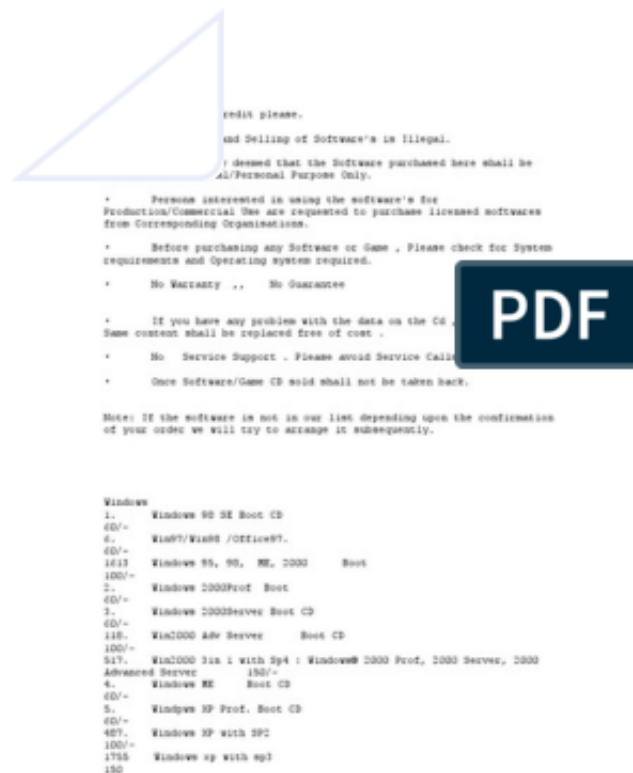 redit please.
and Selling of Software's is Illegal.
deemed that the Software purchased here shall be
al/Personal Purpose Only.
• Persons interested in using the software's for
Production/Commercial Use are requested to purchase licensed softwares
from Corresponding Organisations.
• Before purchasing any Software or Game , Please check for System
requirements and Operating system required.
• No Warranty ,, No Guarantee
PDF
• If you have any problem with the data on the Cd ,
Same content shall be replaced free of cost .
• No Service Support . Please avoid Service Calls
• Once Software/Game CD sold shall not be taken back.
Note: If the software is not in our list depending upon the confirmation
of your order we will try to arrange it subsequently.
Windows
1. Windows 98 SE Boot CD
60/-
6. Win97/Win98 /Office97.
60/-
1613 Windows 95, 98, ME, 2000 Boot
100/-
2. Windows 2000Prof Boot
60/-
3. Windows 2000Server Boot CD
60/-
118. Win2000 Adv Server Boot CD
100/-
517. Win2000 3in 1 with Sp4 : Windows® 2000 Prof, 2000 Server, 2000
Advanced Server 150/-
4. Windows ME Boot CD
60/-
5. Windpws XP Prof. Boot CD
60/-
487. Windows XP with SP2
100/-
1755 Windows xp with sp3
150